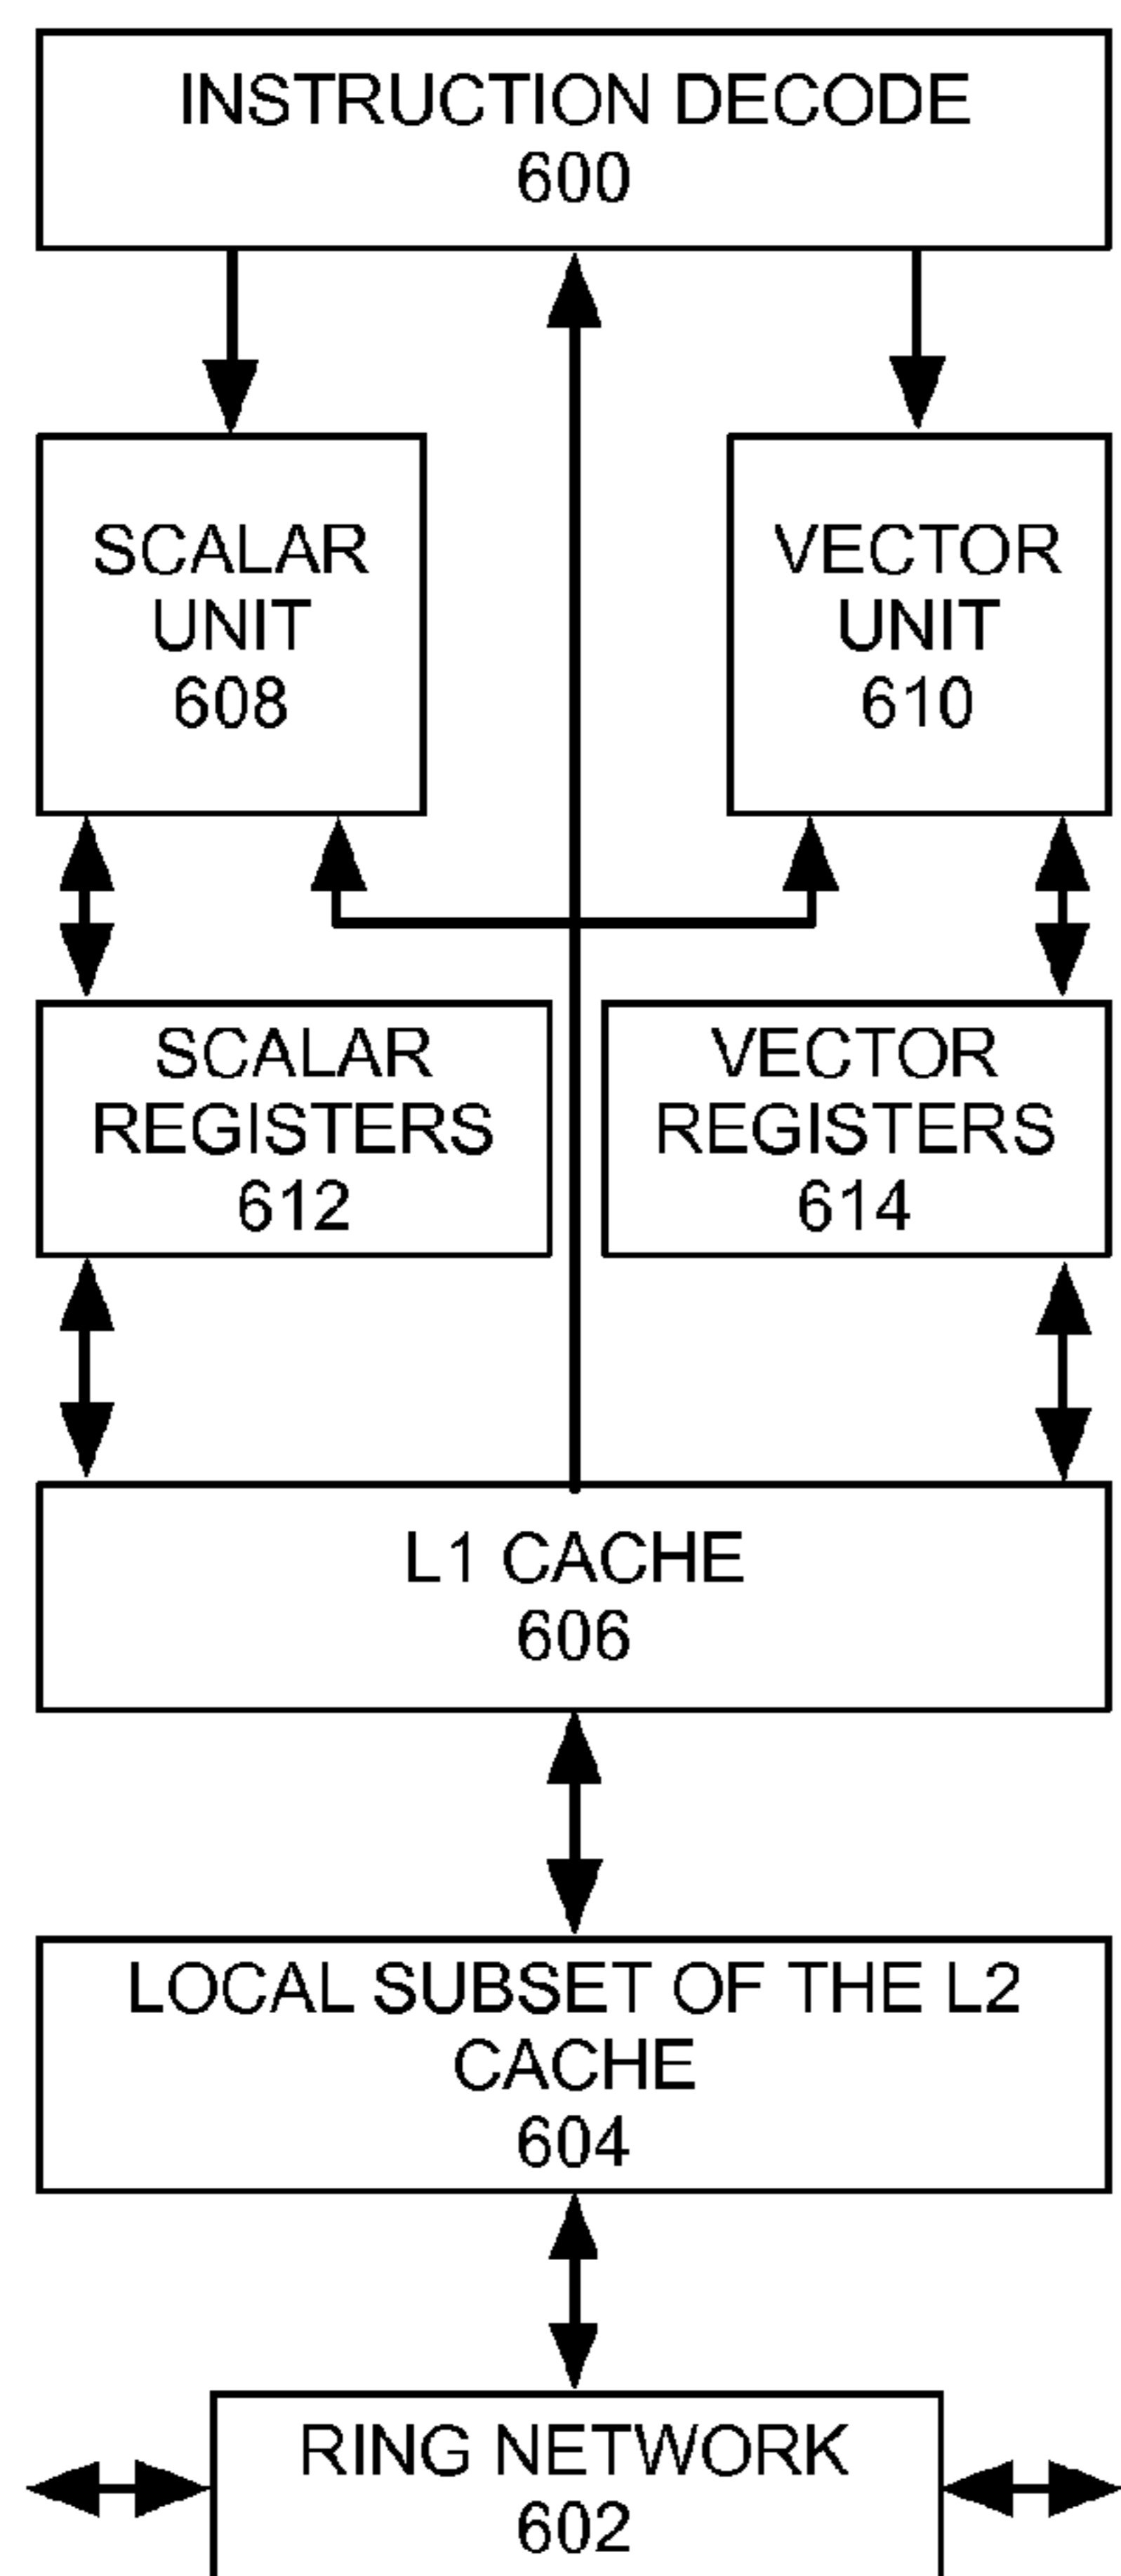 INSTRUCTION DECODE
600
SCALAR
UNIT
608
VECTOR
UNIT
610
SCALAR
REGISTERS
612
VECTOR
REGISTERS
614
L1 CACHE
606
LOCAL SUBSET OF THE L2
CACHE
604
RING NETWORK
602